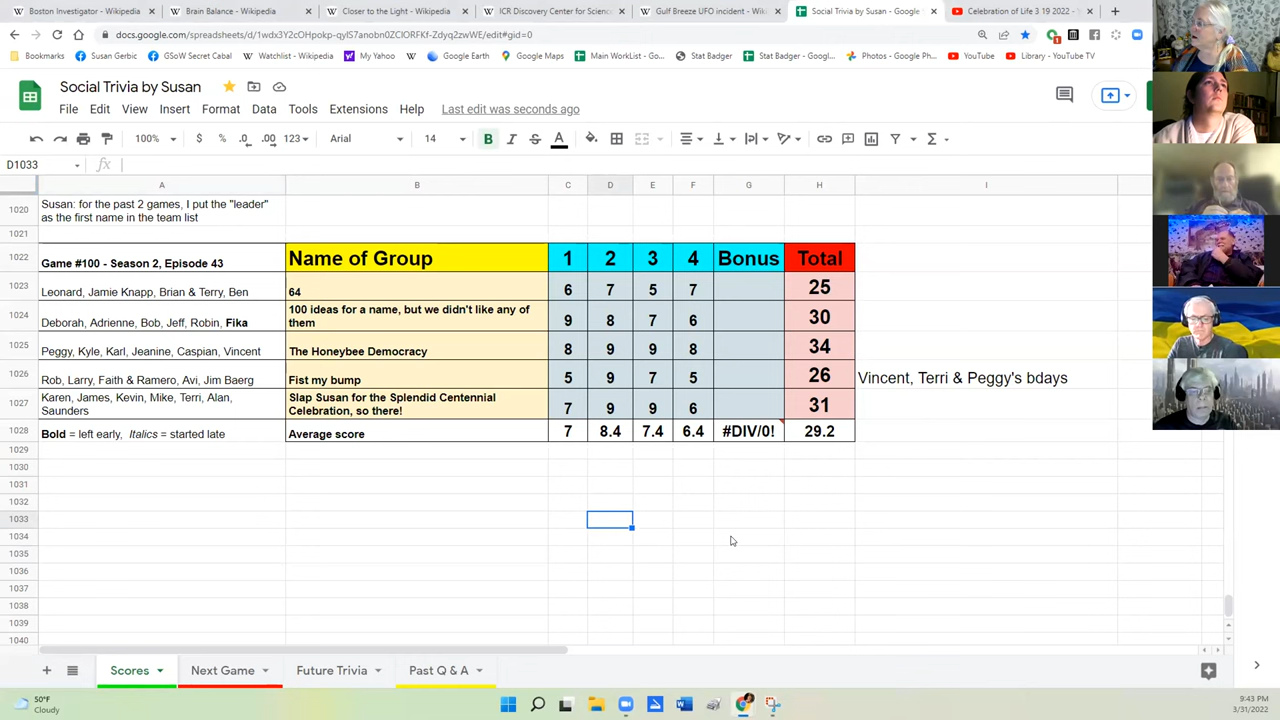 Boston Investigator - Wikipedia
Brain Balance - Wikipedia
Closer to the Light - Wikipedia
ICR Discovery Center for Scienc
Gulf Breeze UFO incident - Wiki
Social Trivia by Susan - Google
Celebration of Life 3 19 2022 - Y
docs.google.com/spreadsheets/d/1wdx3Y2cOHpokp-qyIS7anobn0ZCIORFKf-Zdyq2zwWE/edit#gid=0
Bookmarks
Susan Gerbic
GSoW Secret Cabal
Watchlist - Wikipedia
My Yahoo
W
Google Earth
Google Maps
Main WorkList - Go...
Stat Badger
Stat Badger - Googl...
Photos - Google Ph...
YouTube
Library - YouTube
Social Trivia by Susan
File Edit View Insert Format Data Tools Extensions Help Last edit was seconds ago
100% $ % .0 .00 123 Arial 14 B I S A
D1033 fx
A B C D E F G H I
1020 Susan: for the past 2 games, I put the "leader"
as the first name in the team list
1021
1022 Game #100 - Season 2, Episode 43 Name of Group 1 2 3 4 Bonus Total
1023 Leonard, Jamie Knapp, Brian & Terry, Ben 64 6 7 5 7 25
1024 Deborah, Adrienne, Bob, Jeff, Robin, Fika 100 ideas for a name, but we didn't like any of
them 9 8 7 6 30
1025 Peggy, Kyle, Karl, Jeanine, Caspian, Vincent The Honeybee Democracy 8 9 9 8 34
1026 Rob, Larry, Faith & Ramero, Avi, Jim Baerg Fist my bump 5 9 7 5 26 Vincent, Terri & Peggy's bdays
1027 Karen, James, Kevin, Mike, Terri, Alan,
Saunders Slap Susan for the Splendid Centennial
Celebration, so there! 7 9 9 6 31
1028 Bold = left early, Italics = started late Average score 7 8.4 7.4 6.4 #DIV/0! 29.2
1029
1030
1031
1032
1033
1034
1035
1036
1037
1038
1039
1040
Scores Next Game Future Trivia Past Q & A
50°F
Cloudy
9:43 PM
3/31/2022